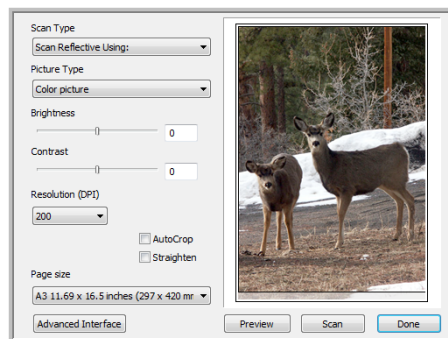 Scan Type
Scan Reflective Using:
Picture Type
Color picture
Brightness
0
Contrast
0
Resolution (DPI)
200
AutoCrop
Straighten
Page size
A3 11.69 x 16.5 inches (297 x 420 mr
Advanced Interface
Preview
Scan
Done